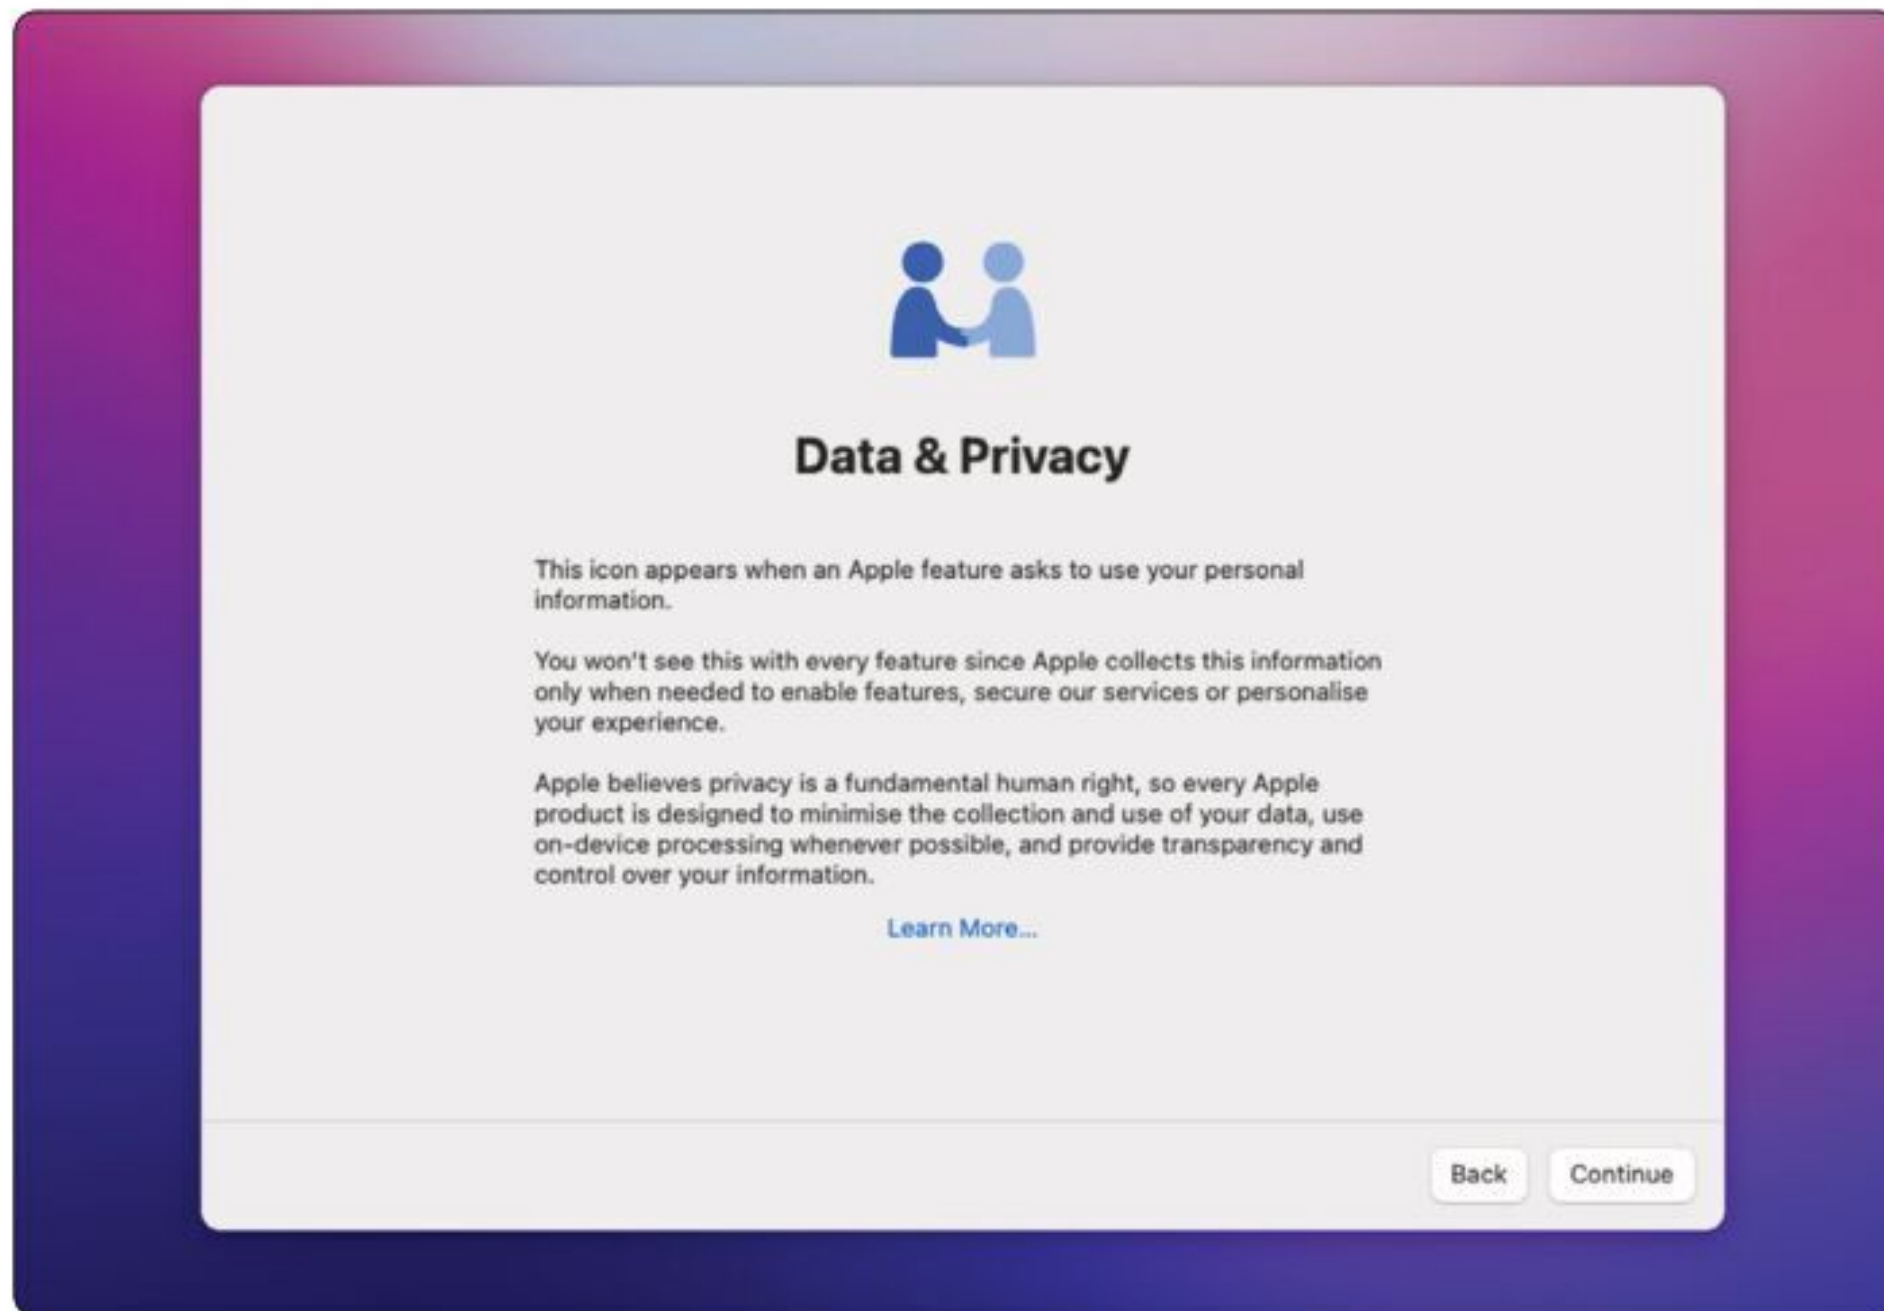 Data & Privacy
This icon appears when an Apple feature asks to use your personal
information.
You won't see this with every feature since Apple collects this information
only when needed to enable features, secure our services or personalise
your experience.
Apple believes privacy is a fundamental human right, so every Apple
product is designed to minimise the collection and use of your data, use
on-device processing whenever possible, and provide transparency and
control over your information.
Learn More...
Back
Continue